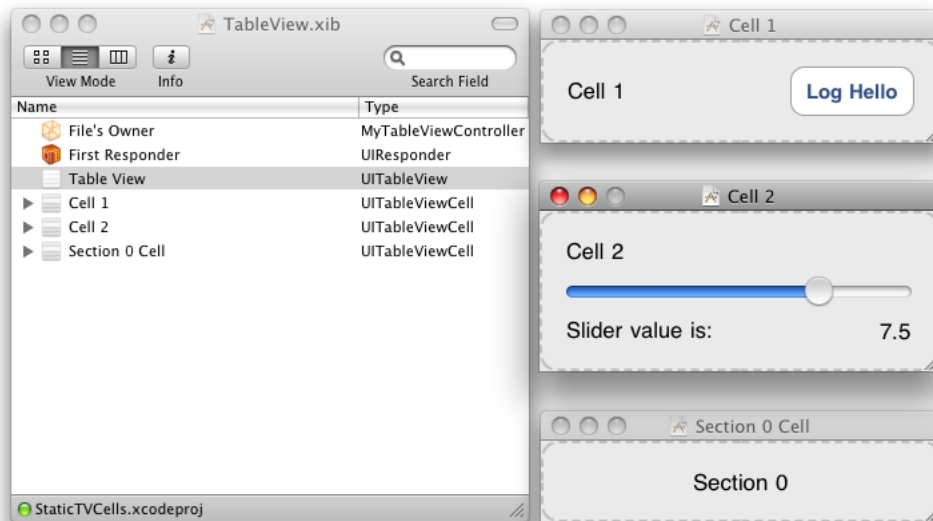 TableView.xib
View Mode
Info
Search Field
Name Type
File's Owner MyTableViewController
First Responder UIResponder
Table View UITableView
Cell 1 UITableViewCell
Cell 2 UITableViewCell
Section 0 Cell UITableViewCell
StaticTVCells.xcodeproj
Cell 1
Cell 1 Log Hello
Cell 2
Cell 2
Slider value is: 7.5
Section 0 Cell
Section 0